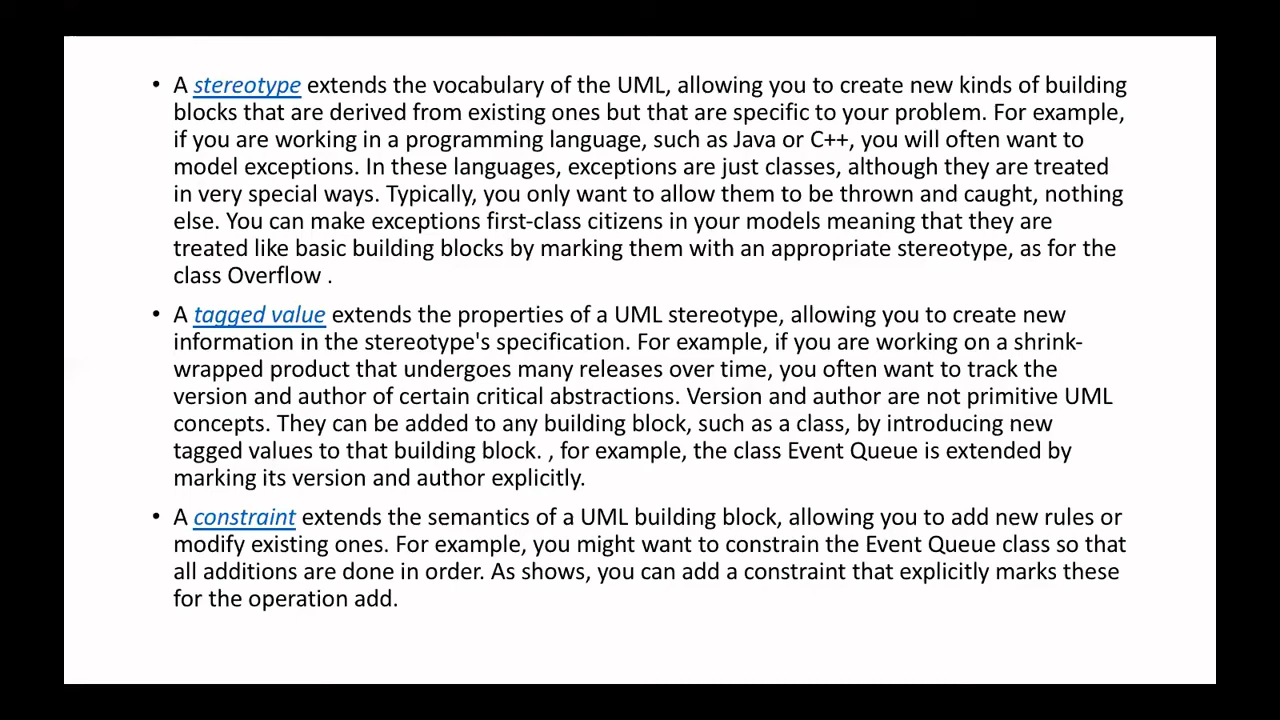 • A stereotype extends the vocabulary of the UML, allowing you to create new kinds of building
blocks that are derived from existing ones but that are specific to your problem. For example,
if you are working in a programming language, such as Java or C++, you will often want to
model exceptions. In these languages, exceptions are just classes, although they are treated
in very special ways. Typically, you only want to allow them to be thrown and caught, nothing
else. You can make exceptions first-class citizens in your models meaning that they are
treated like basic building blocks by marking them with an appropriate stereotype, as for the
class Overflow .
• A tagged value extends the properties of a UML stereotype, allowing you to create new
information in the stereotype's specification. For example, if you are working on a shrink-
wrapped product that undergoes many releases over time, you often want to track the
version and author of certain critical abstractions. Version and author are not primitive UML
concepts. They can be added to any building block, such as a class, by introducing new
tagged values to that building block. , for example, the class Event Queue is extended by
marking its version and author explicitly.
• A constraint extends the semantics of a UML building block, allowing you to add new rules or
modify existing ones. For example, you might want to constrain the Event Queue class so that
all additions are done in order. As shows, you can add a constraint that explicitly marks these
for the operation add.